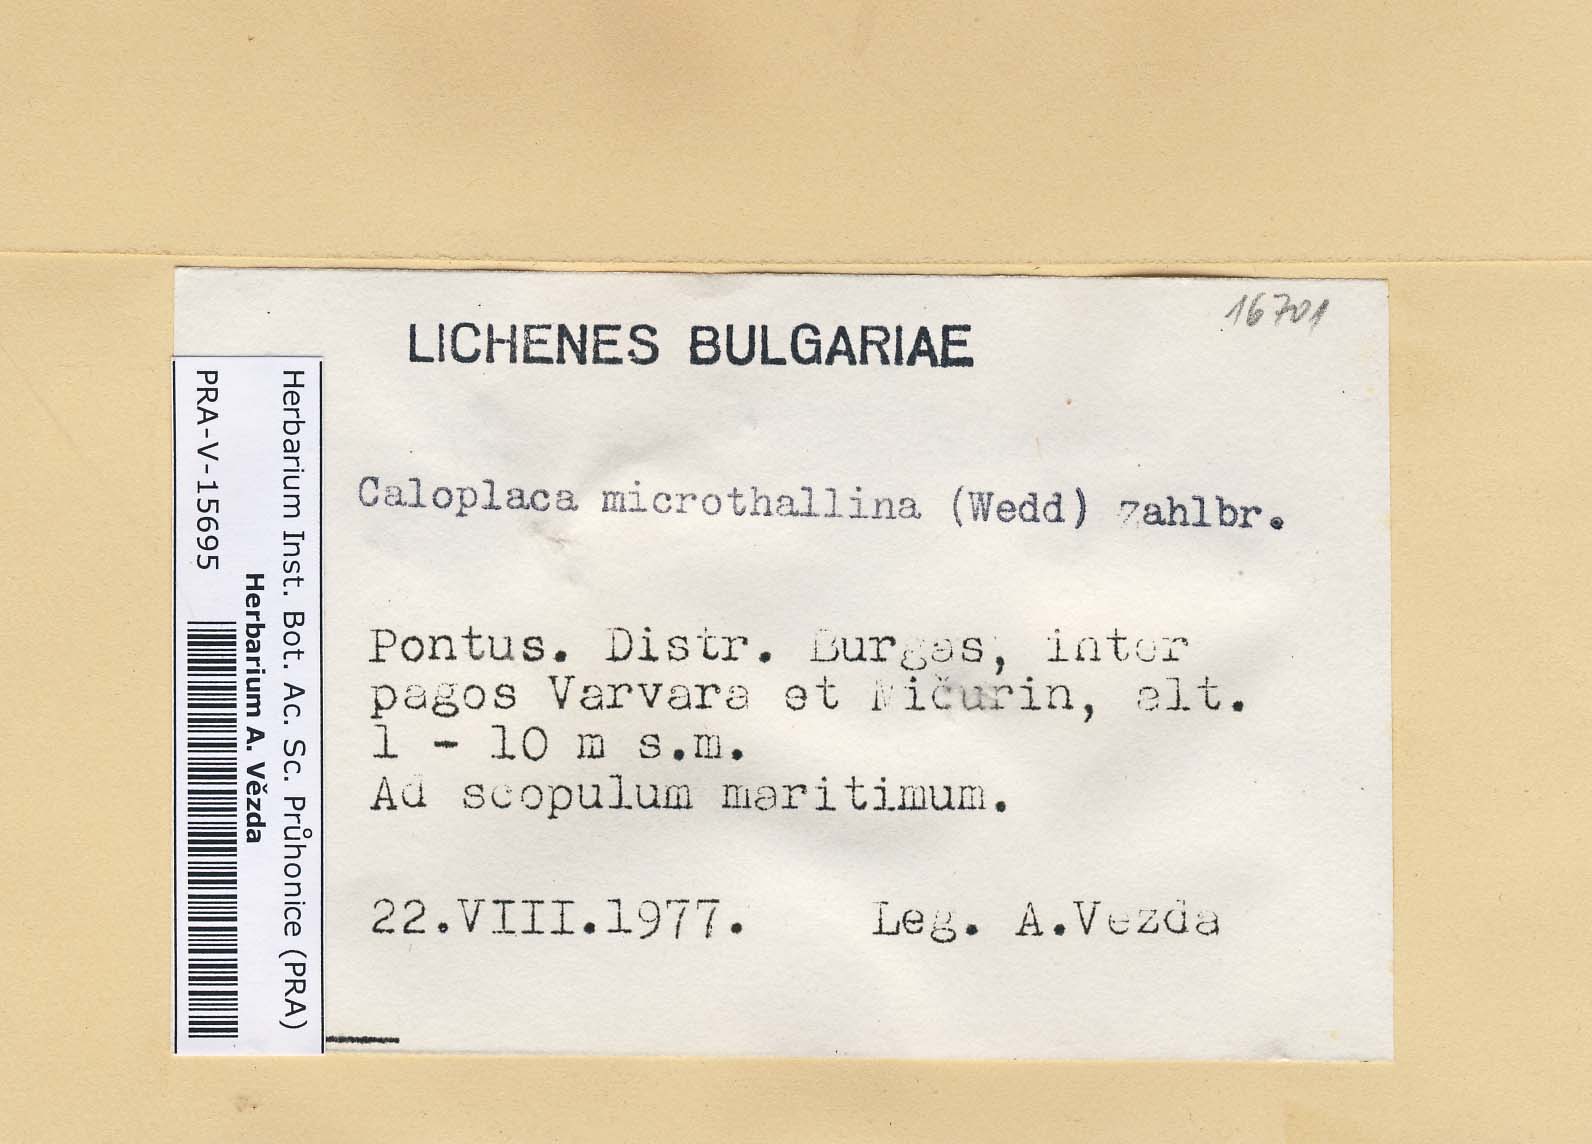 16701
LICHENES BULGARIAE
Caloplaca microthallina (Wedd) Zahlbr.
Pontus. Distr. Burgas, inter
pagos Varvara et Mičurin, alt.
1 - 10 m s.m.
Ad scopulum maritimum.
22.VIII.1977. Leg. A.Vezda
Herbarium Inst. Bot. Ac. Sc. Průhonice (PRA)
Herbarium A. Vězda
PRA-V-15695